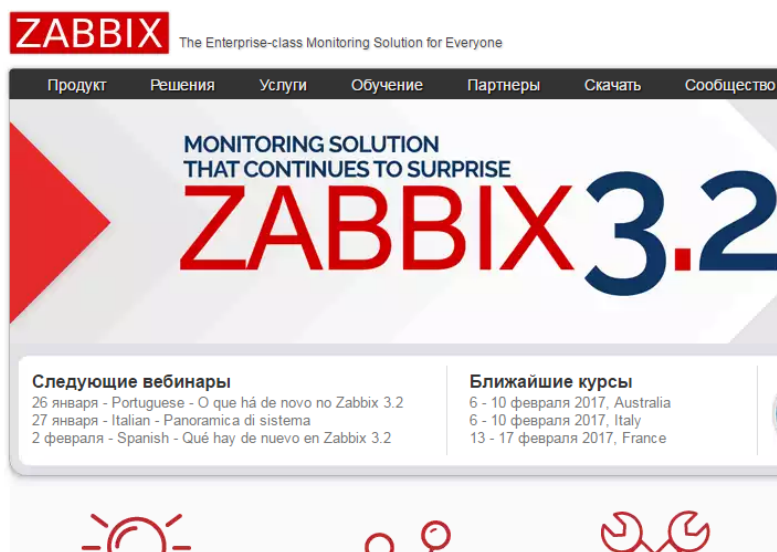 ZABBIX The Enterprise-class Monitoring Solution for Everyone
Продукт Решения Услуги Обучение Партнеры Скачать Сообщество
MONITORING SOLUTION
THAT CONTINUES TO SURPRISE
ZABBIX 3.2
Следующие вебинары
26 января - Portuguese - O que há de novo no Zabbix 3.2
27 января - Italian - Panoramica di sistema
2 февраля - Spanish - Qué hay de nuevo en Zabbix 3.2
Ближайшие курсы
6 - 10 февраля 2017, Australia
6 - 10 февраля 2017, Italy
13 - 17 февраля 2017, France